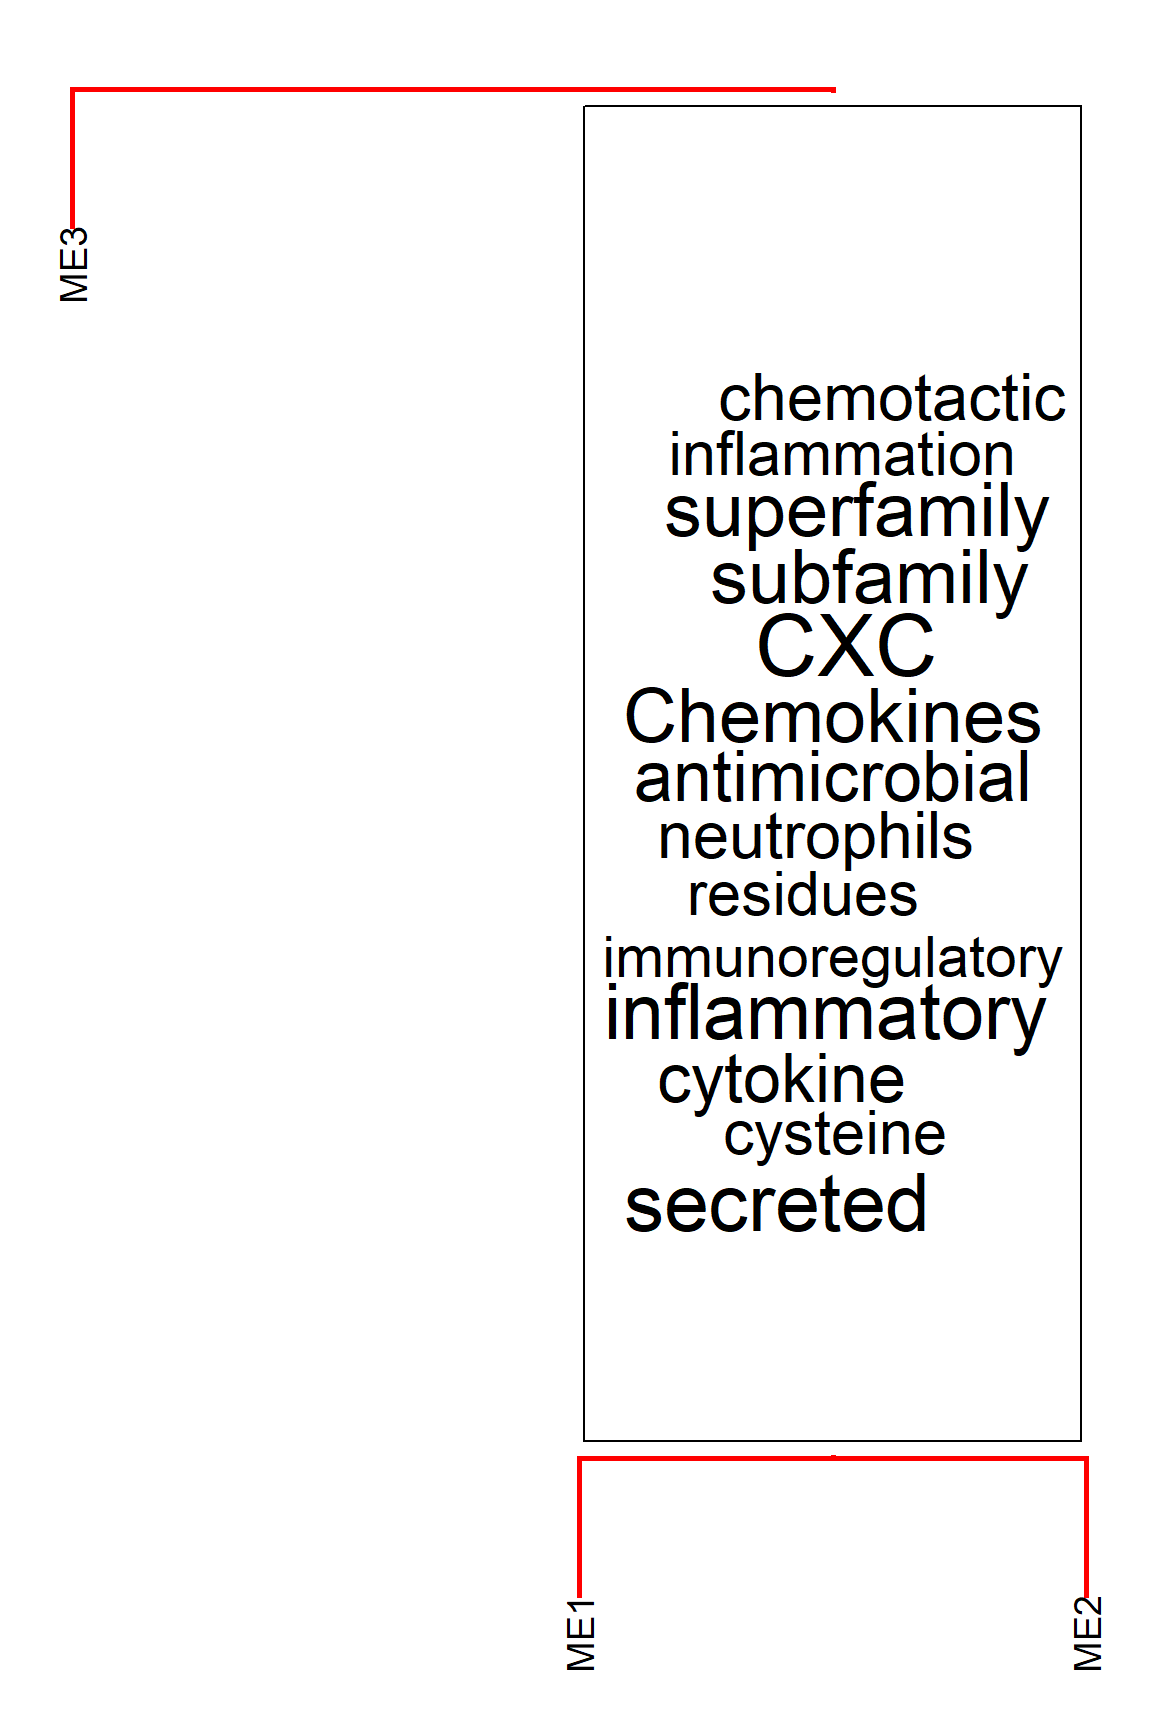 ME3
chemotactic
inflammation
superfamily
subfamily
CXC
Chemokines
antimicrobial
neutrophils
residues
immunoregulatory
inflammatory
cytokine
cysteine
secreted
ME1
ME2